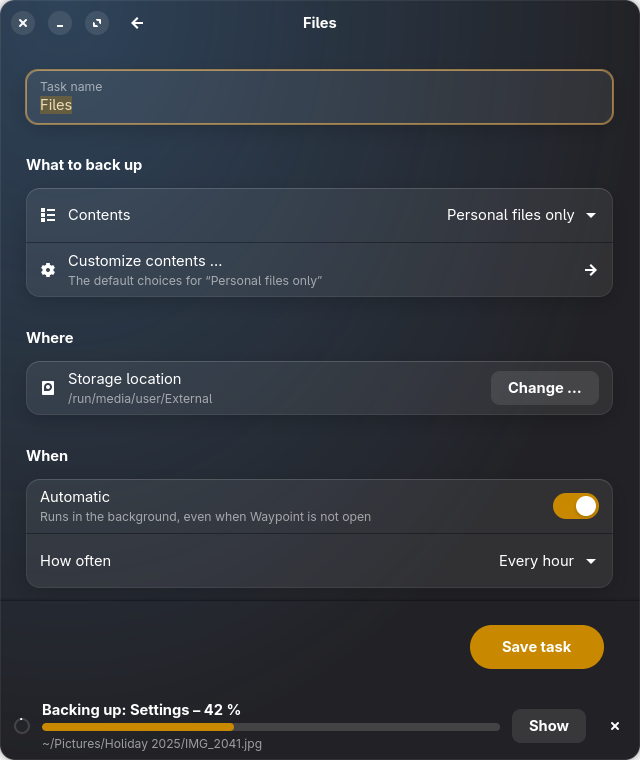 Files
Task name
Files
What to back up
Contents
Personal files only
Customize contents ...
The default choices for “Personal files only”
Where
Storage location
/run/media/user/External
Change ...
When
Automatic
Runs in the background, even when Waypoint is not open
How often
Every hour
Save task
Backing up: Settings – 42 %
~/Pictures/Holiday 2025/IMG_2041.jpg
Show